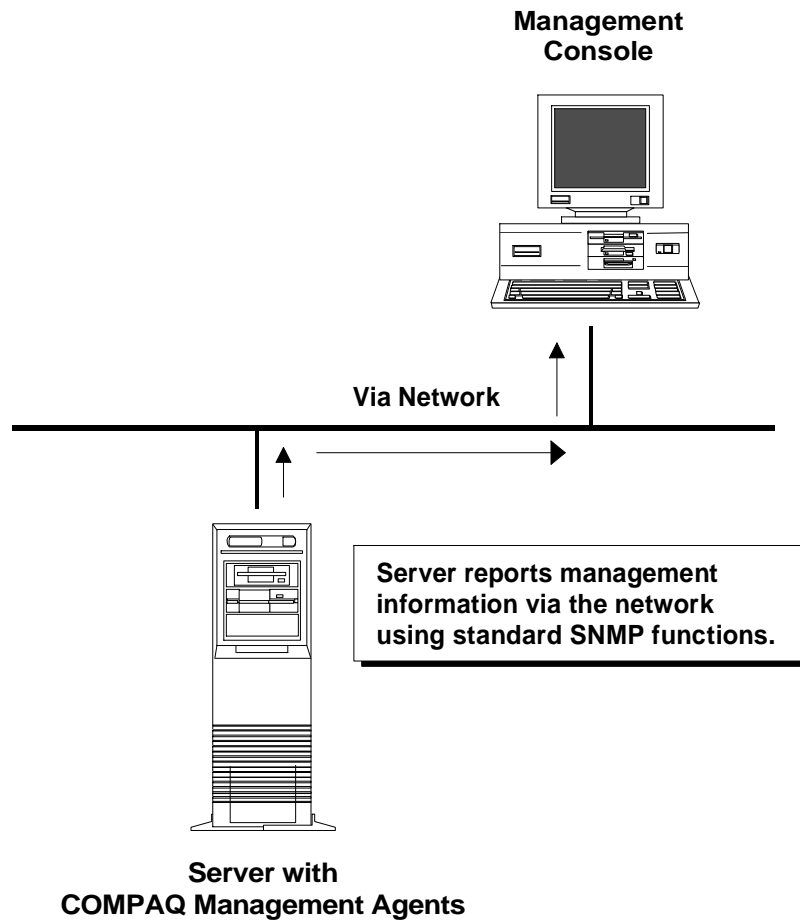 Management
Console
Via Network
Server reports management
information via the network
using standard SNMP functions.
Server with
COMPAQ Management Agents